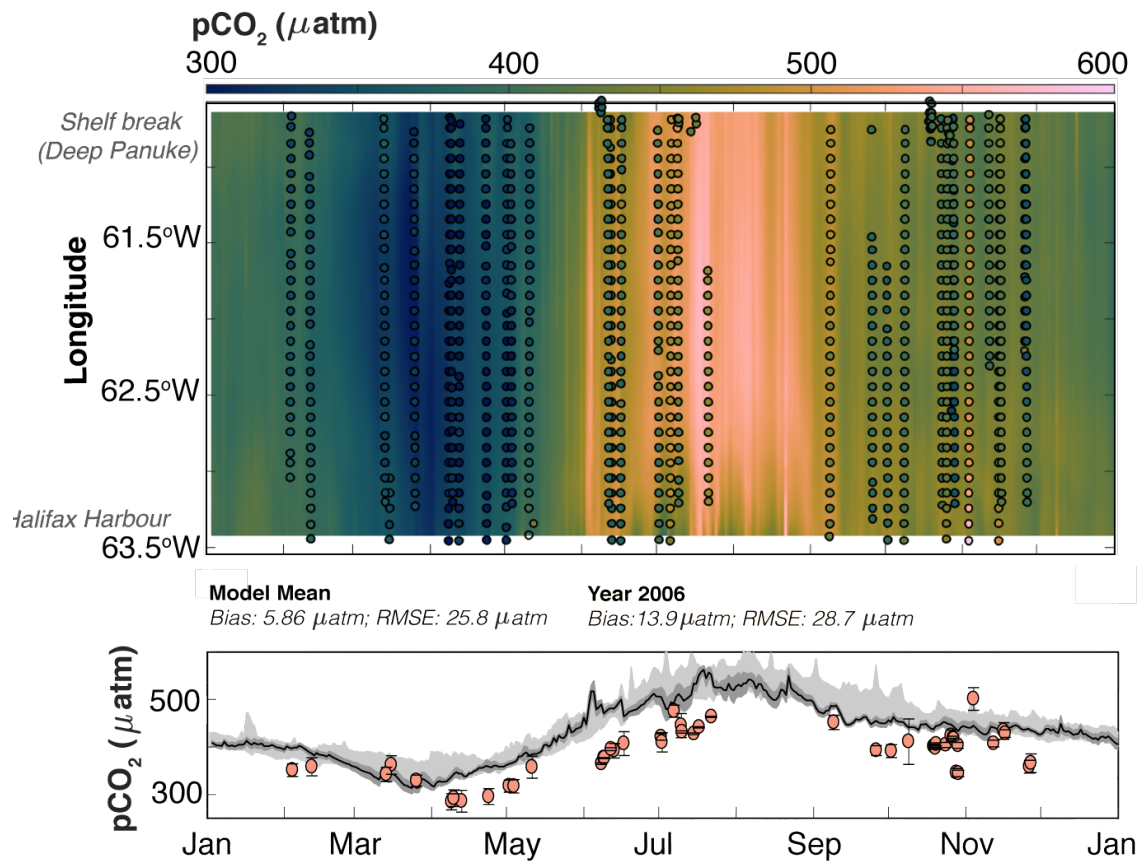 pCO2 (μatm)
300 400 500 600
Shelf break
(Deep Panuke)
61.5°W
Longitude
62.5°W
Halifax Harbour
63.5°W
Model Mean Year 2006
Bias: 5.86 μatm; RMSE: 25.8 μatm Bias:13.9μatm; RMSE: 28.7 μatm
pCO2 (μatm)
500
300
Jan Mar May Jul Sep Nov Jan